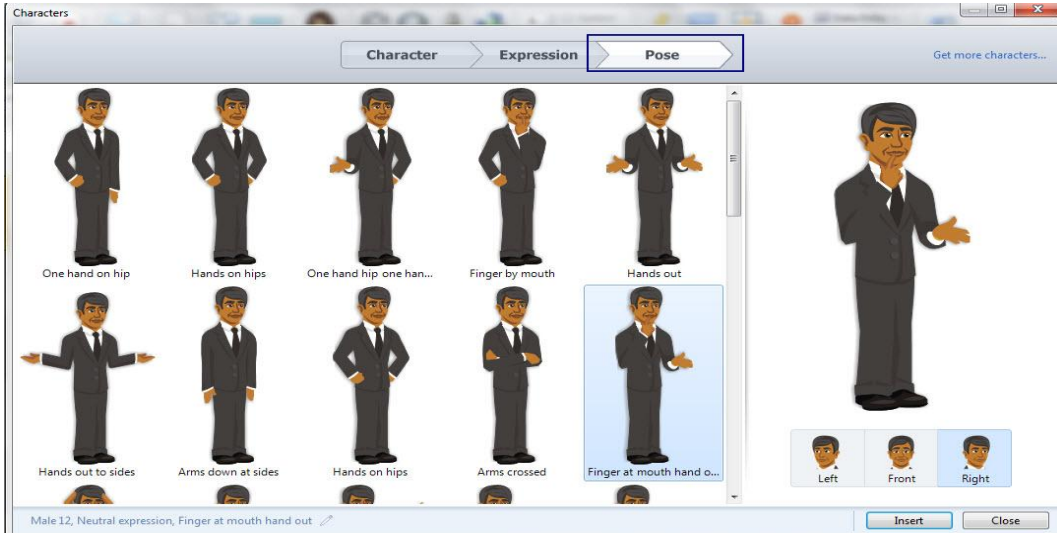 Characters
Character Expression Pose
Get more characters...
One hand on hip
Hands on hips
One hand hip one han...
Finger by mouth
Hands out
Hands out to sides
Arms down at sides
Hands on hips
Arms crossed
Finger at mouth hand o...
Left
Front
Right
Male 12, Neutral expression, Finger at mouth hand out
Insert
Close